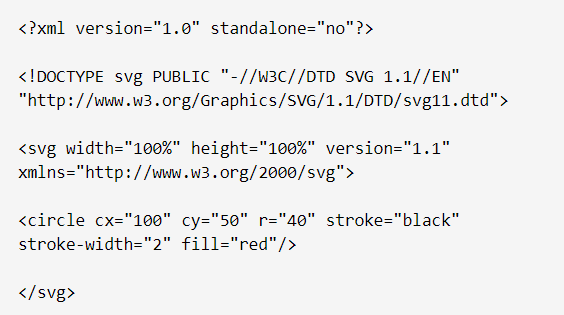 <?xml version="1.0" standalone="no"?>
<!DOCTYPE svg PUBLIC "-//W3C//DTD SVG 1.1//EN"
"http://www.w3.org/Graphics/SVG/1.1/DTD/svg11.dtd">
<svg width="100%" height="100%" version="1.1"
xmlns="http://www.w3.org/2000/svg">
<circle cx="100" cy="50" r="40" stroke="black"
stroke-width="2" fill="red"/>
</svg>